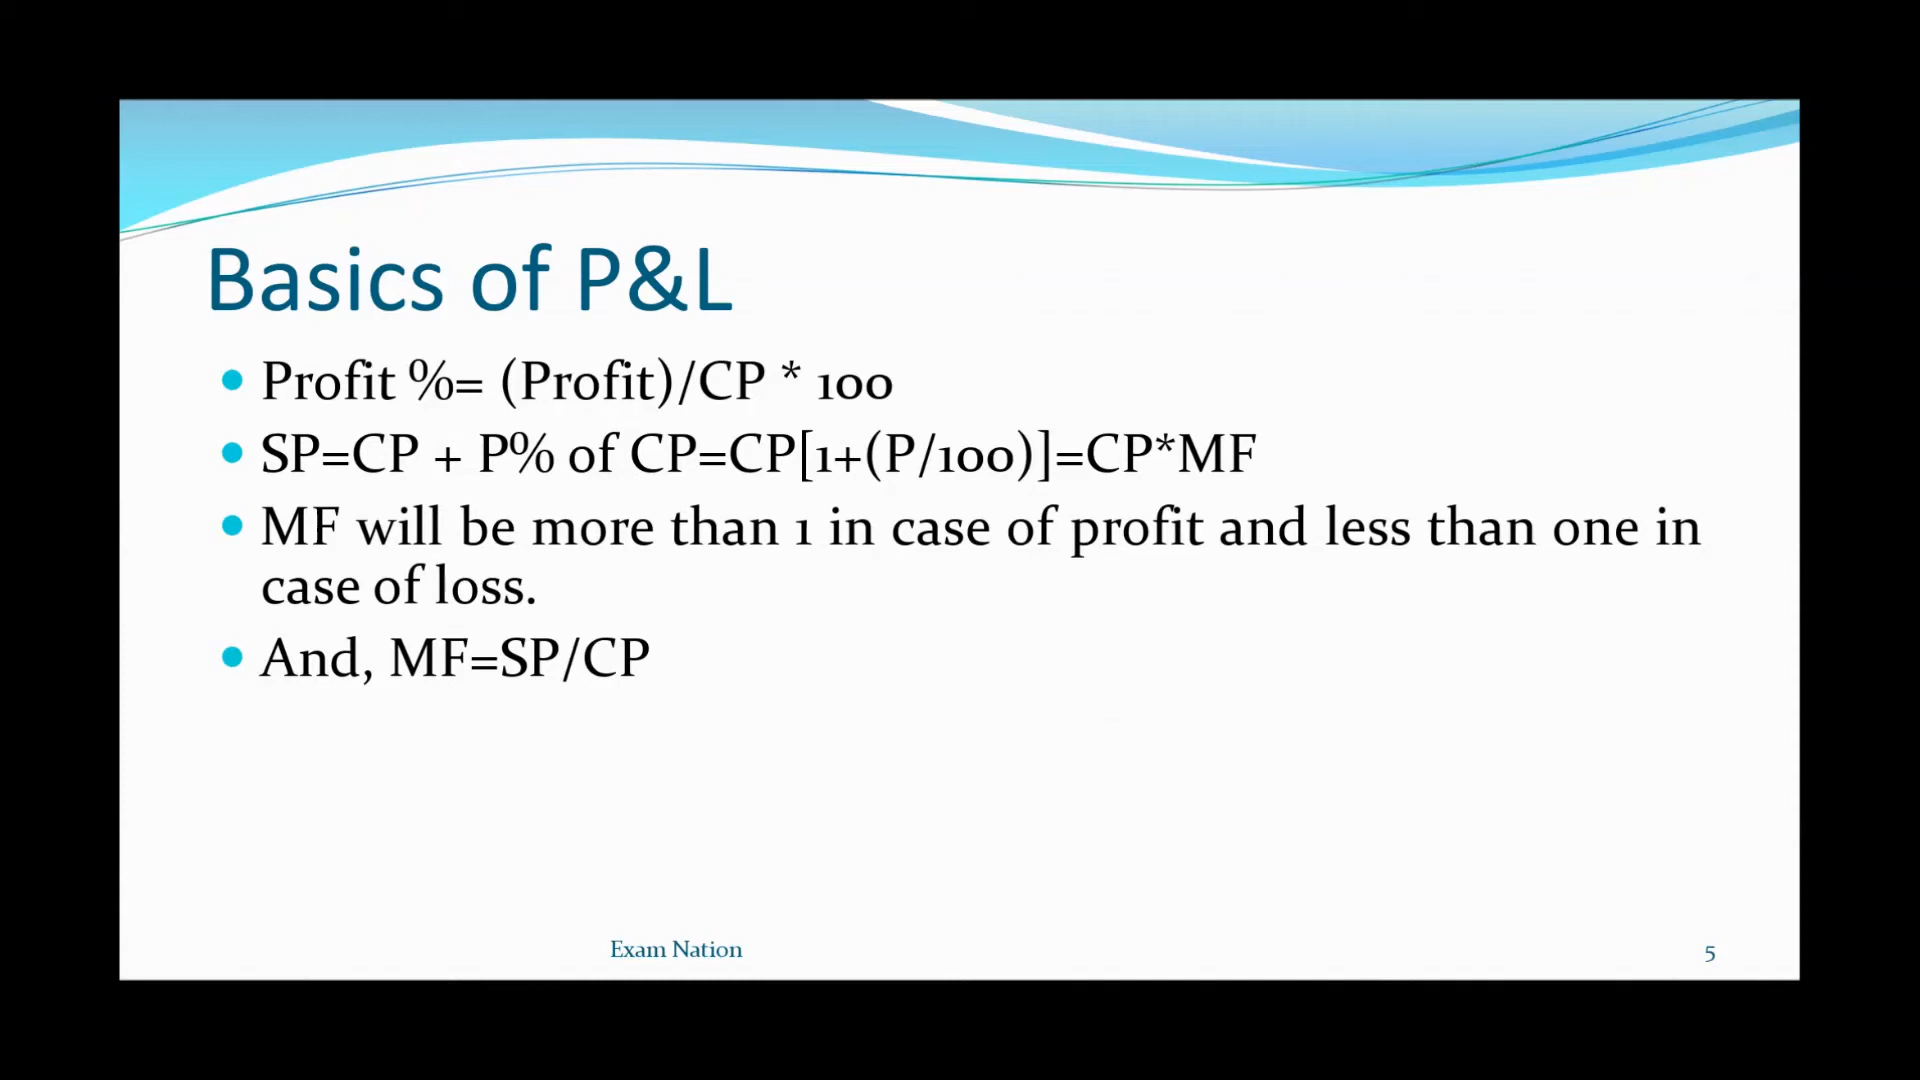 Basics of P&L
• Profit %= (Profit)/CP * 100
• SP=CP + P% of CP=CP[1+(P/100)]=CP*MF
• MF will be more than 1 in case of profit and less than one in
case of loss.
• And, MF=SP/CP
Exam Nation
5